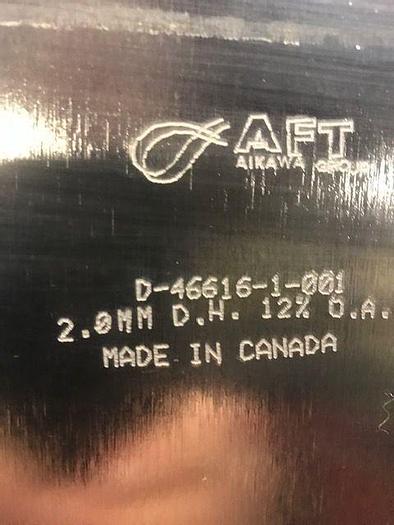 AFT
AIKAWA GROUP
D-46616-1-001
2.0MM D.H. 12% O.A.
MADE IN CANADA